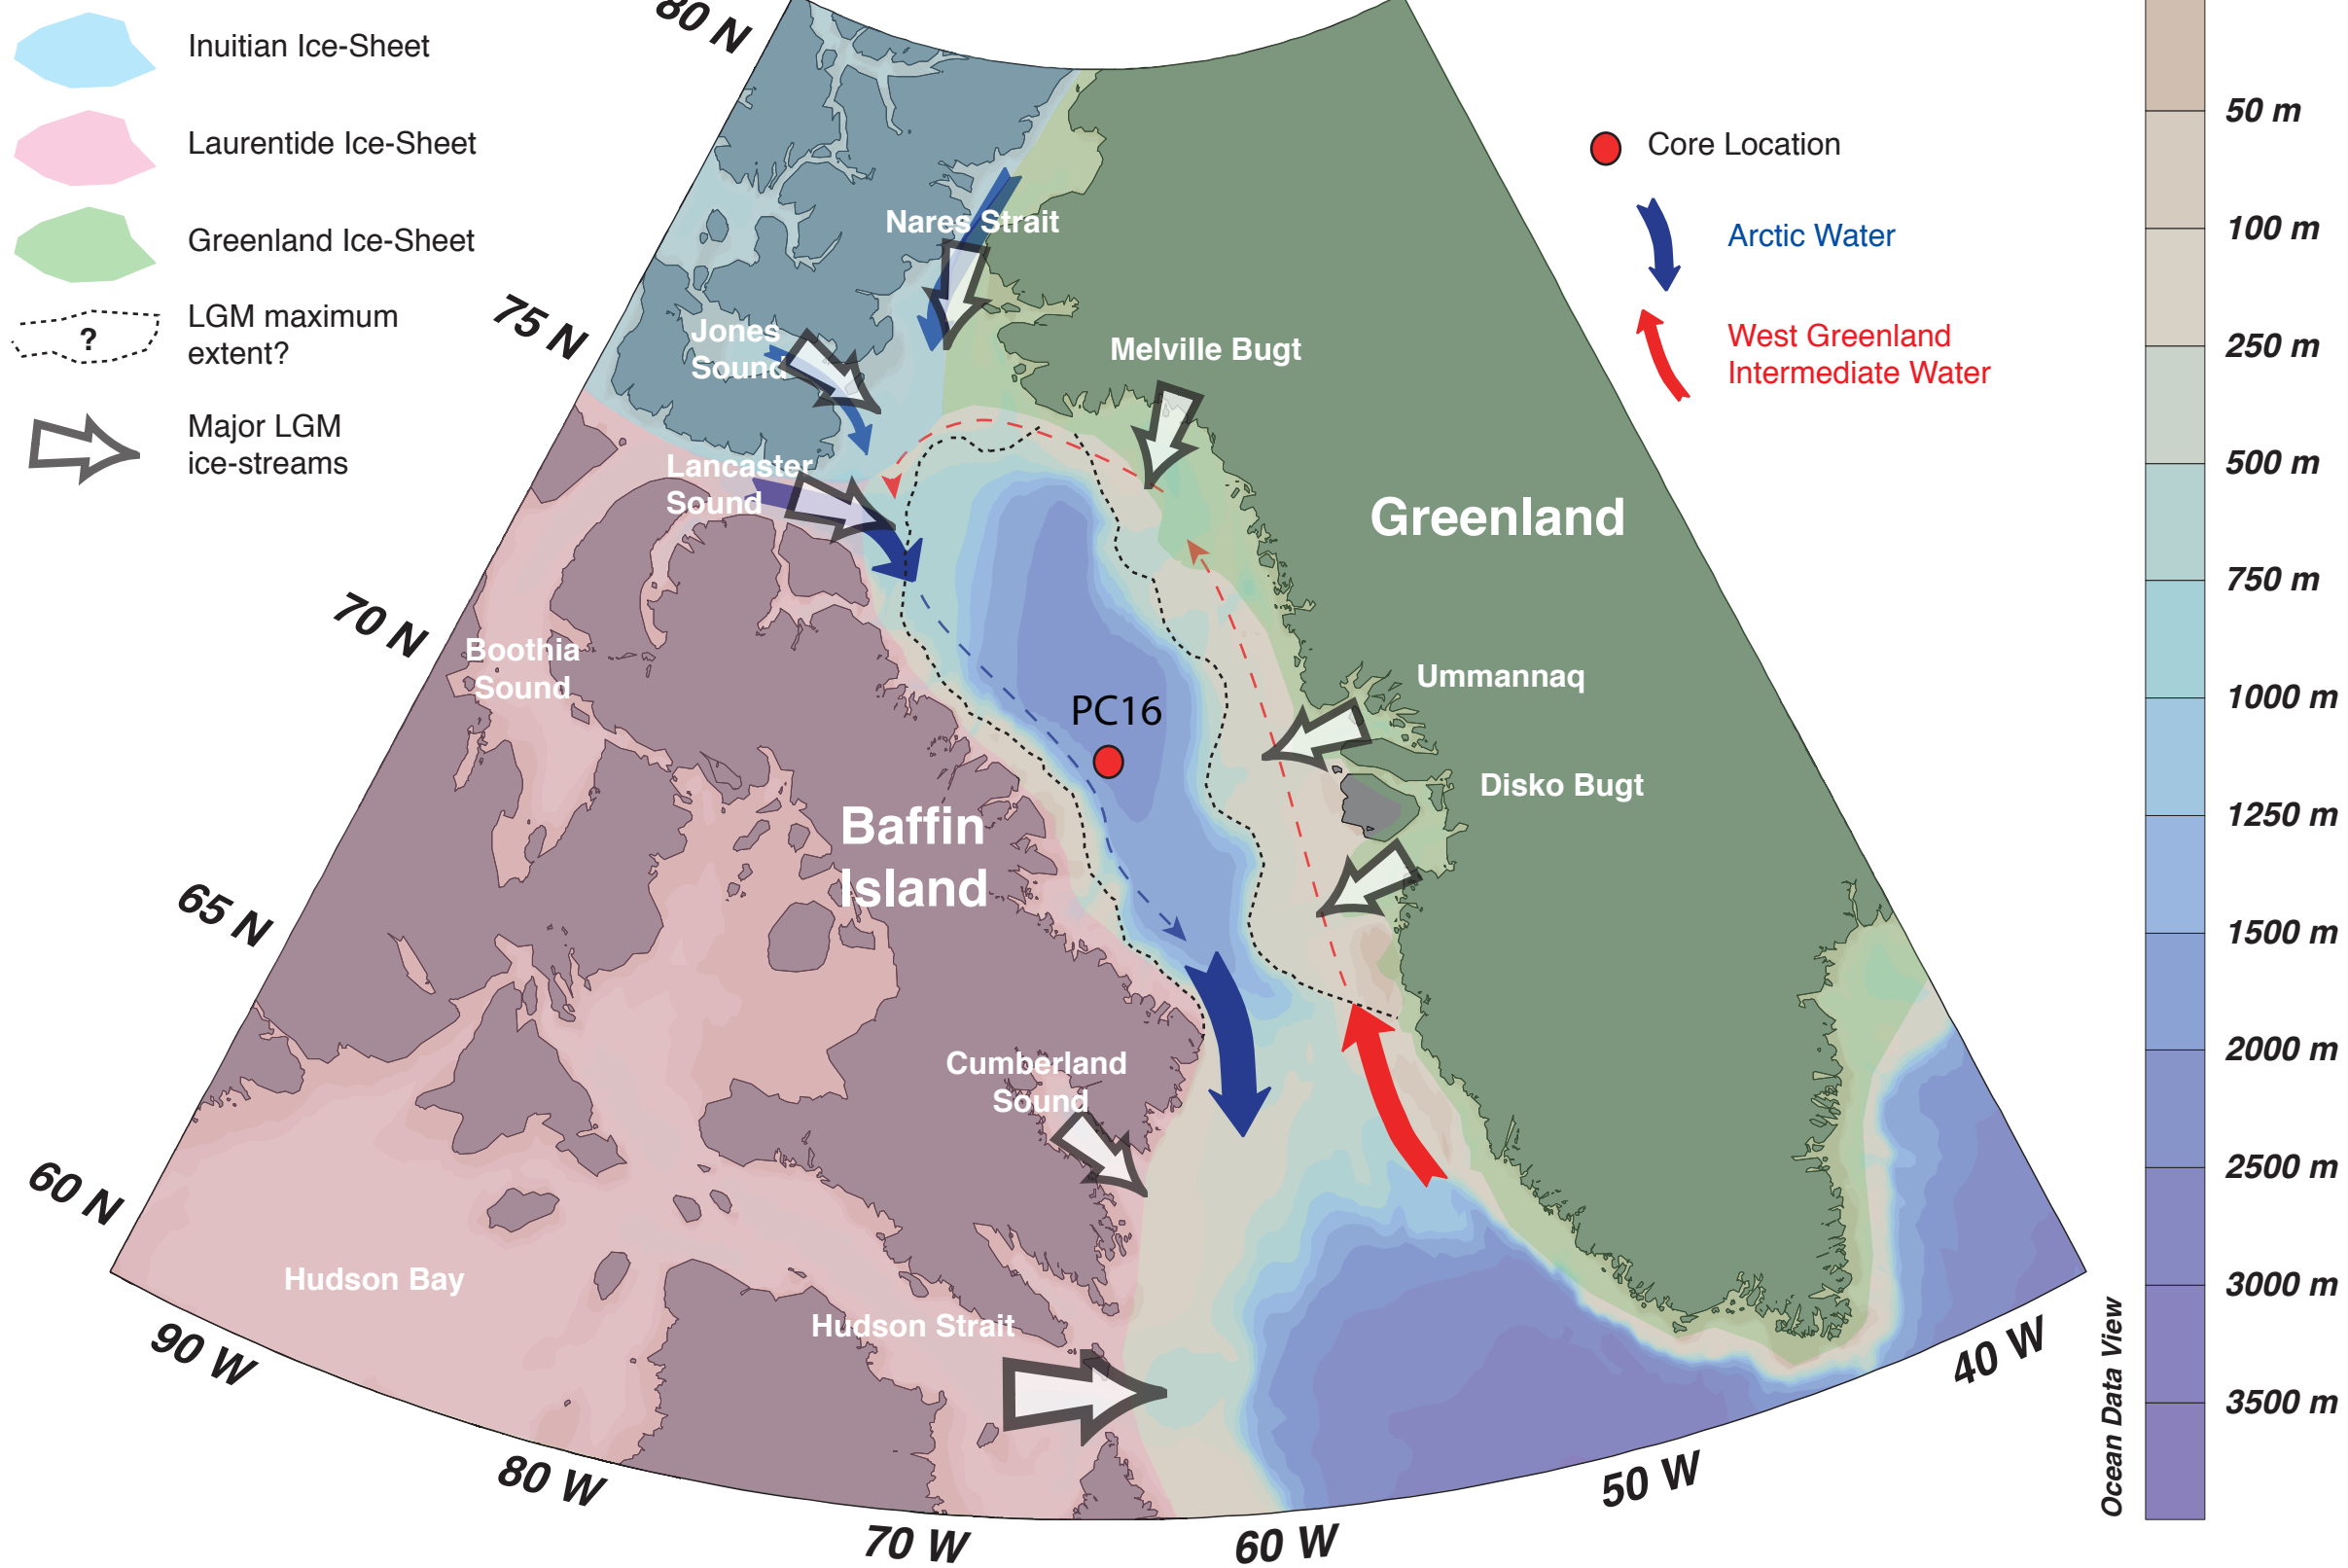 Inuitian Ice-Sheet
Laurentide Ice-Sheet
Greenland Ice-Sheet
?
LGM maximum
extent?
Major LGM
ice-streams
Core Location
Arctic Water
West Greenland
Intermediate Water
80 N
75 N
70 N
65 N
60 N
90 W
80 W
70 W
60 W
50 W
40 W
Nares Strait
Jones
Sound
Melville Bugt
Lancaster
Sound
Greenland
Boothia
Sound
Ummannaq
PC16
Disko Bugt
Baffin
Island
Cumberland
Sound
Hudson Bay
Hudson Strait
50 m
100 m
250 m
500 m
750 m
1000 m
1250 m
1500 m
2000 m
2500 m
3000 m
3500 m
Ocean Data View